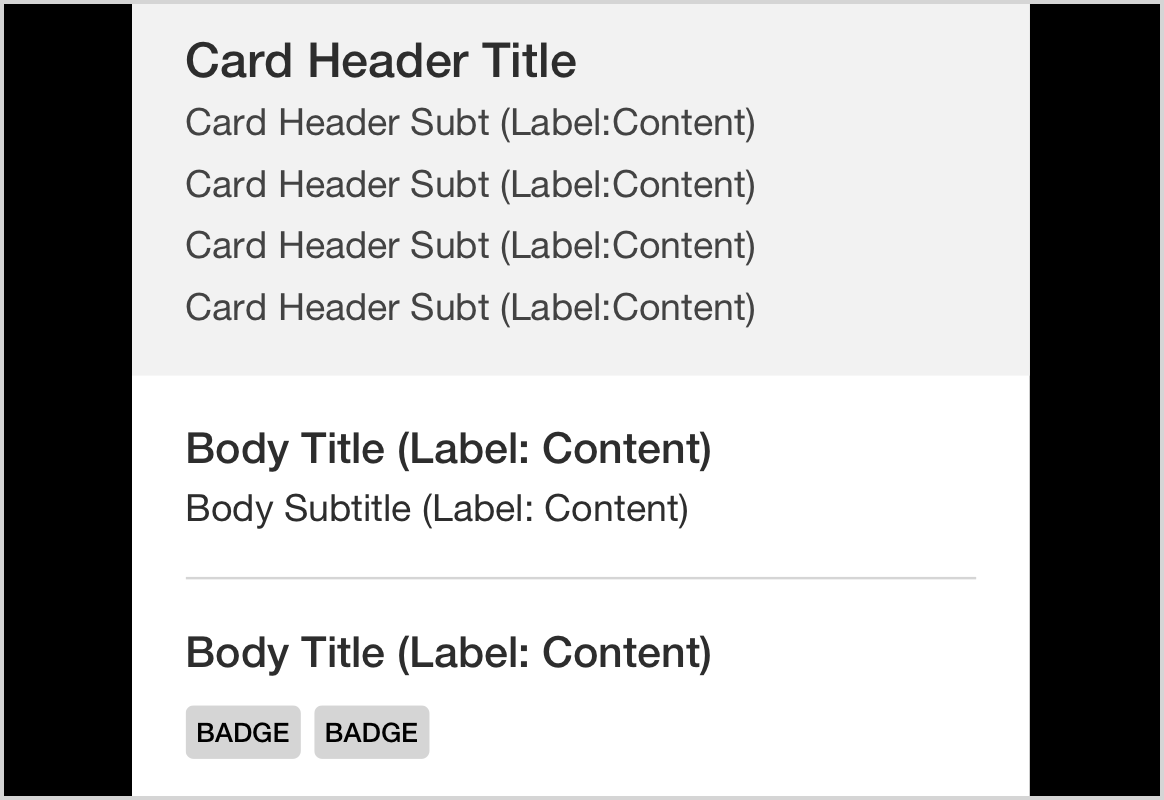 Card Header Title
Card Header Subt (Label:Content)
Card Header Subt (Label:Content)
Card Header Subt (Label:Content)
Card Header Subt (Label:Content)
Body Title (Label: Content)
Body Subtitle (Label: Content)
Body Title (Label: Content)
BADGE BADGE